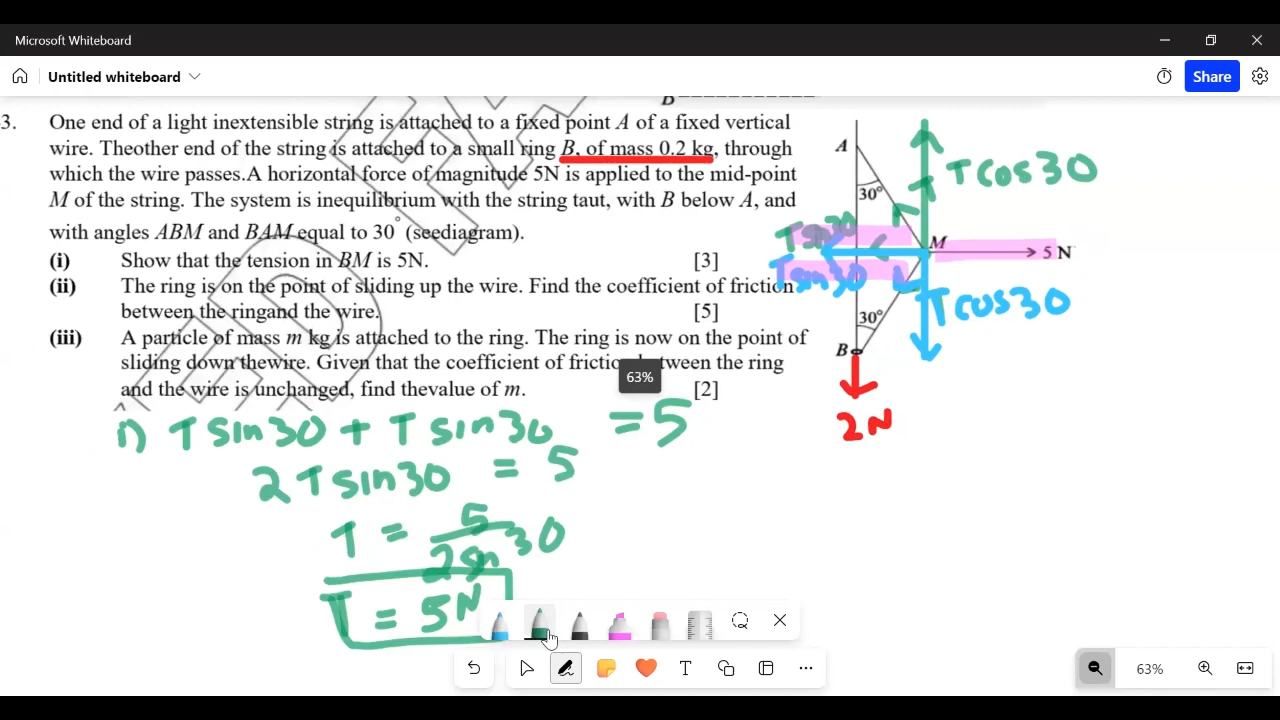 Microsoft Whiteboard
Untitled whiteboard
Share
B
3. One end of a light inextensible string is attached to a fixed point A of a fixed vertical
wire. Theother end of the string is attached to a small ring B, of mass 0.2 kg, through
which the wire passes.A horizontal force of magnitude 5N is applied to the mid-point
M of the string. The system is inequilibrium with the string taut, with B below A, and
with angles ABM and BAM equal to 30° (seediagram).
(i) Show that the tension in BM is 5N. [3]
(ii) The ring is on the point of sliding up the wire. Find the coefficient of friction
between the ringand the wire. [5]
(iii) A particle of mass m kg is attached to the ring. The ring is now on the point of
sliding down thewire. Given that the coefficient of friction between the ring
and the wire is unchanged, find thevalue of m. [2]
63%
A
30°
T
T cos 30
T sin 30
M
5 N
T sin 30
T cos 30
30°
B
2N
i) T sin 30 + T sin 30 = 5
2 T sin 30 = 5
T = 5 / 2 sin 30
T = 5 N
63%